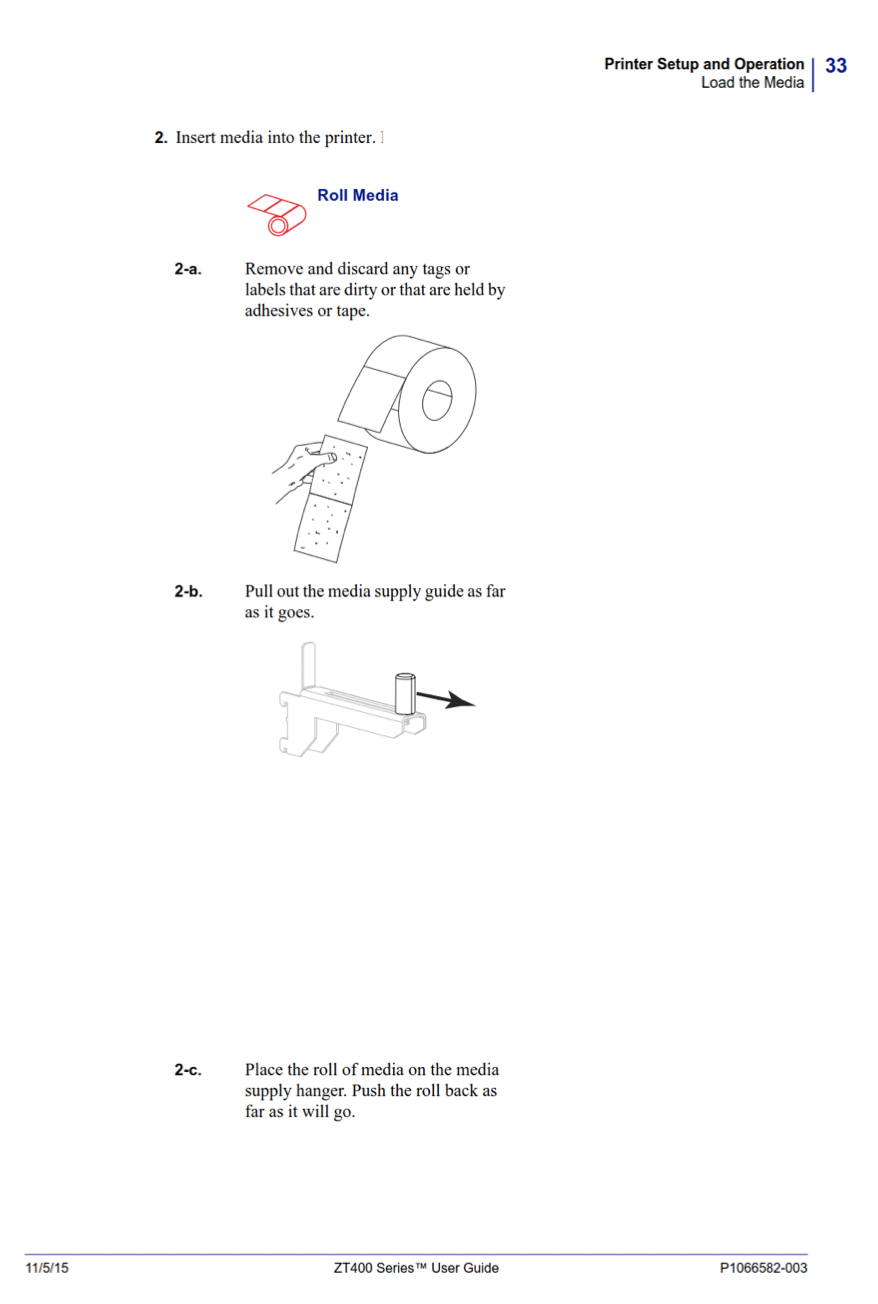 Printer Setup and Operation 33
Load the Media
2. Insert media into the printer.
Roll Media
2-a. Remove and discard any tags or
labels that are dirty or that are held by
adhesives or tape.
2-b. Pull out the media supply guide as far
as it goes.
2-c. Place the roll of media on the media
supply hanger. Push the roll back as
far as it will go.
11/5/15 ZT400 Series™ User Guide P1066582-003